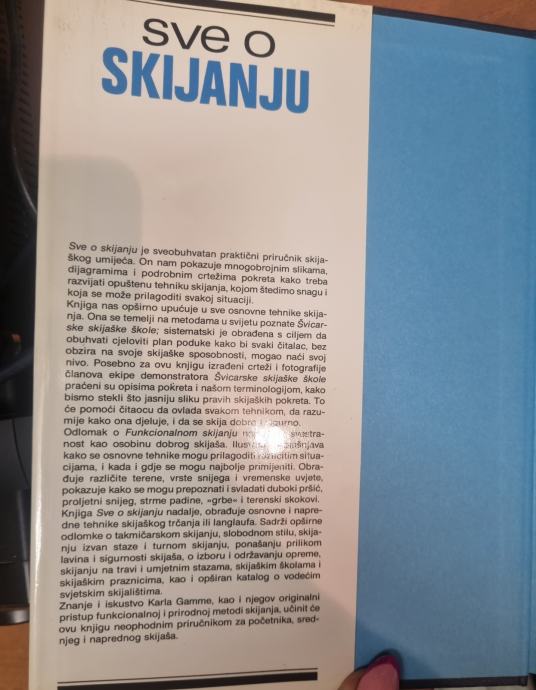 sve o
SKIJANJU
Sve o skijanju je sveobuhvatan praktični priručnik skija-
škog umijeća. On nam pokazuje mnogobrojnim slikama,
dijagramima i podrobnim crtežima pokreta kako treba
razvijati opuštenu tehniku skijanja, kojom štedimo snagu i
koja se može prilagoditi svakoj situaciji.
Knjiga nas opširno upućuje u sve osnovne tehnike skija-
nja. Ona se temelji na metodama u svijetu poznate Švicar-
ske skijaške škole; sistematski je obrađena s ciljem da
obuhvati cjeloviti plan poduke kako bi svaki čitalac, bez
obzira na svoje skijaške sposobnosti, mogao naći svoj
nivo. Posebno za ovu knjigu izrađeni crteži i fotografije
članova ekipe demonstratora Švicarske skijaške škole
praćeni su opisima pokreta i našom terminologijom, kako
bismo stekli što jasniju sliku pravih skijaških pokreta. To
će pomoći čitaocu da ovlada svakom tehnikom, da razu-
mije kako ona djeluje, i da se skija dobro i sigurno.
Odlomak o Funkcionalnom skijanju
nost kao osobinu dobrog skijaša.
kako se osnovne tehnike mogu prilagoditi različitim situa-
cijama, i kada i gdje se mogu najbolje primijeniti. Obra-
đuje različite terene, vrste snijega i vremenske uvjete,
pokazuje kako se mogu prepoznati i svladati duboki pršić,
proljetni snijeg, strme padine, »grbe« i terenski skokovi.
Knjiga Sve o skijanju nadalje, obrađuje osnovne i napre-
dne tehnike skijaškog trčanja ili langlaufa. Sadrži opširne
odlomke o takmičarskom skijanju, slobodnom stilu, skija-
nju izvan staze i turnom skijanju, ponašanju prilikom
lavina i sigurnosti skijaša, o izboru i održavanju opreme,
skijanju na travi i umjetnim stazama, skijaškim školama i
skijaškim praznicima, kao i opširan katalog o vodećim
svjetskim skijalištima.
Znanje i iskustvo Karla Gamme, kao i njegov originalni
pristup funkcionalnoj i prirodnoj metodi skijanja, učinit će
ovu knjigu neophodnim priručnikom za početnika, sred-
njeg i naprednog skijaša.